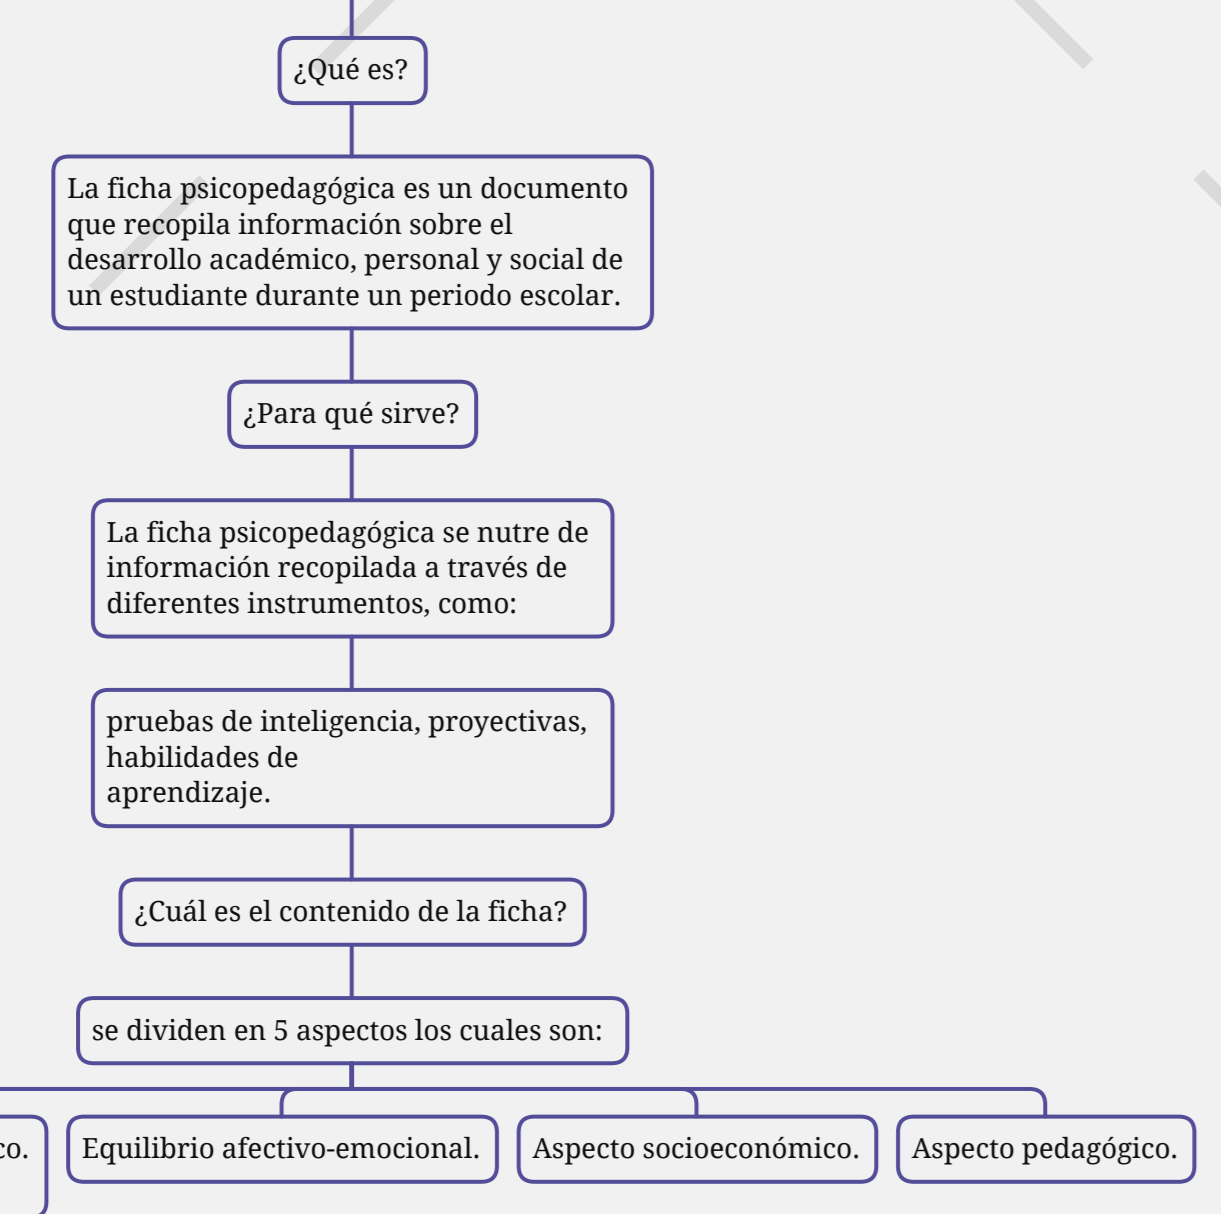 ¿Qué es?
La ficha psicopedagógica es un documento
que recopila información sobre el
desarrollo académico, personal y social de
un estudiante durante un periodo escolar.
¿Para qué sirve?
La ficha psicopedagógica se nutre de
información recopilada a través de
diferentes instrumentos, como:
pruebas de inteligencia, proyectivas,
habilidades de
aprendizaje.
¿Cuál es el contenido de la ficha?
se dividen en 5 aspectos los cuales son:
Equilibrio afectivo-emocional.
Aspecto socioeconómico.
Aspecto pedagógico.